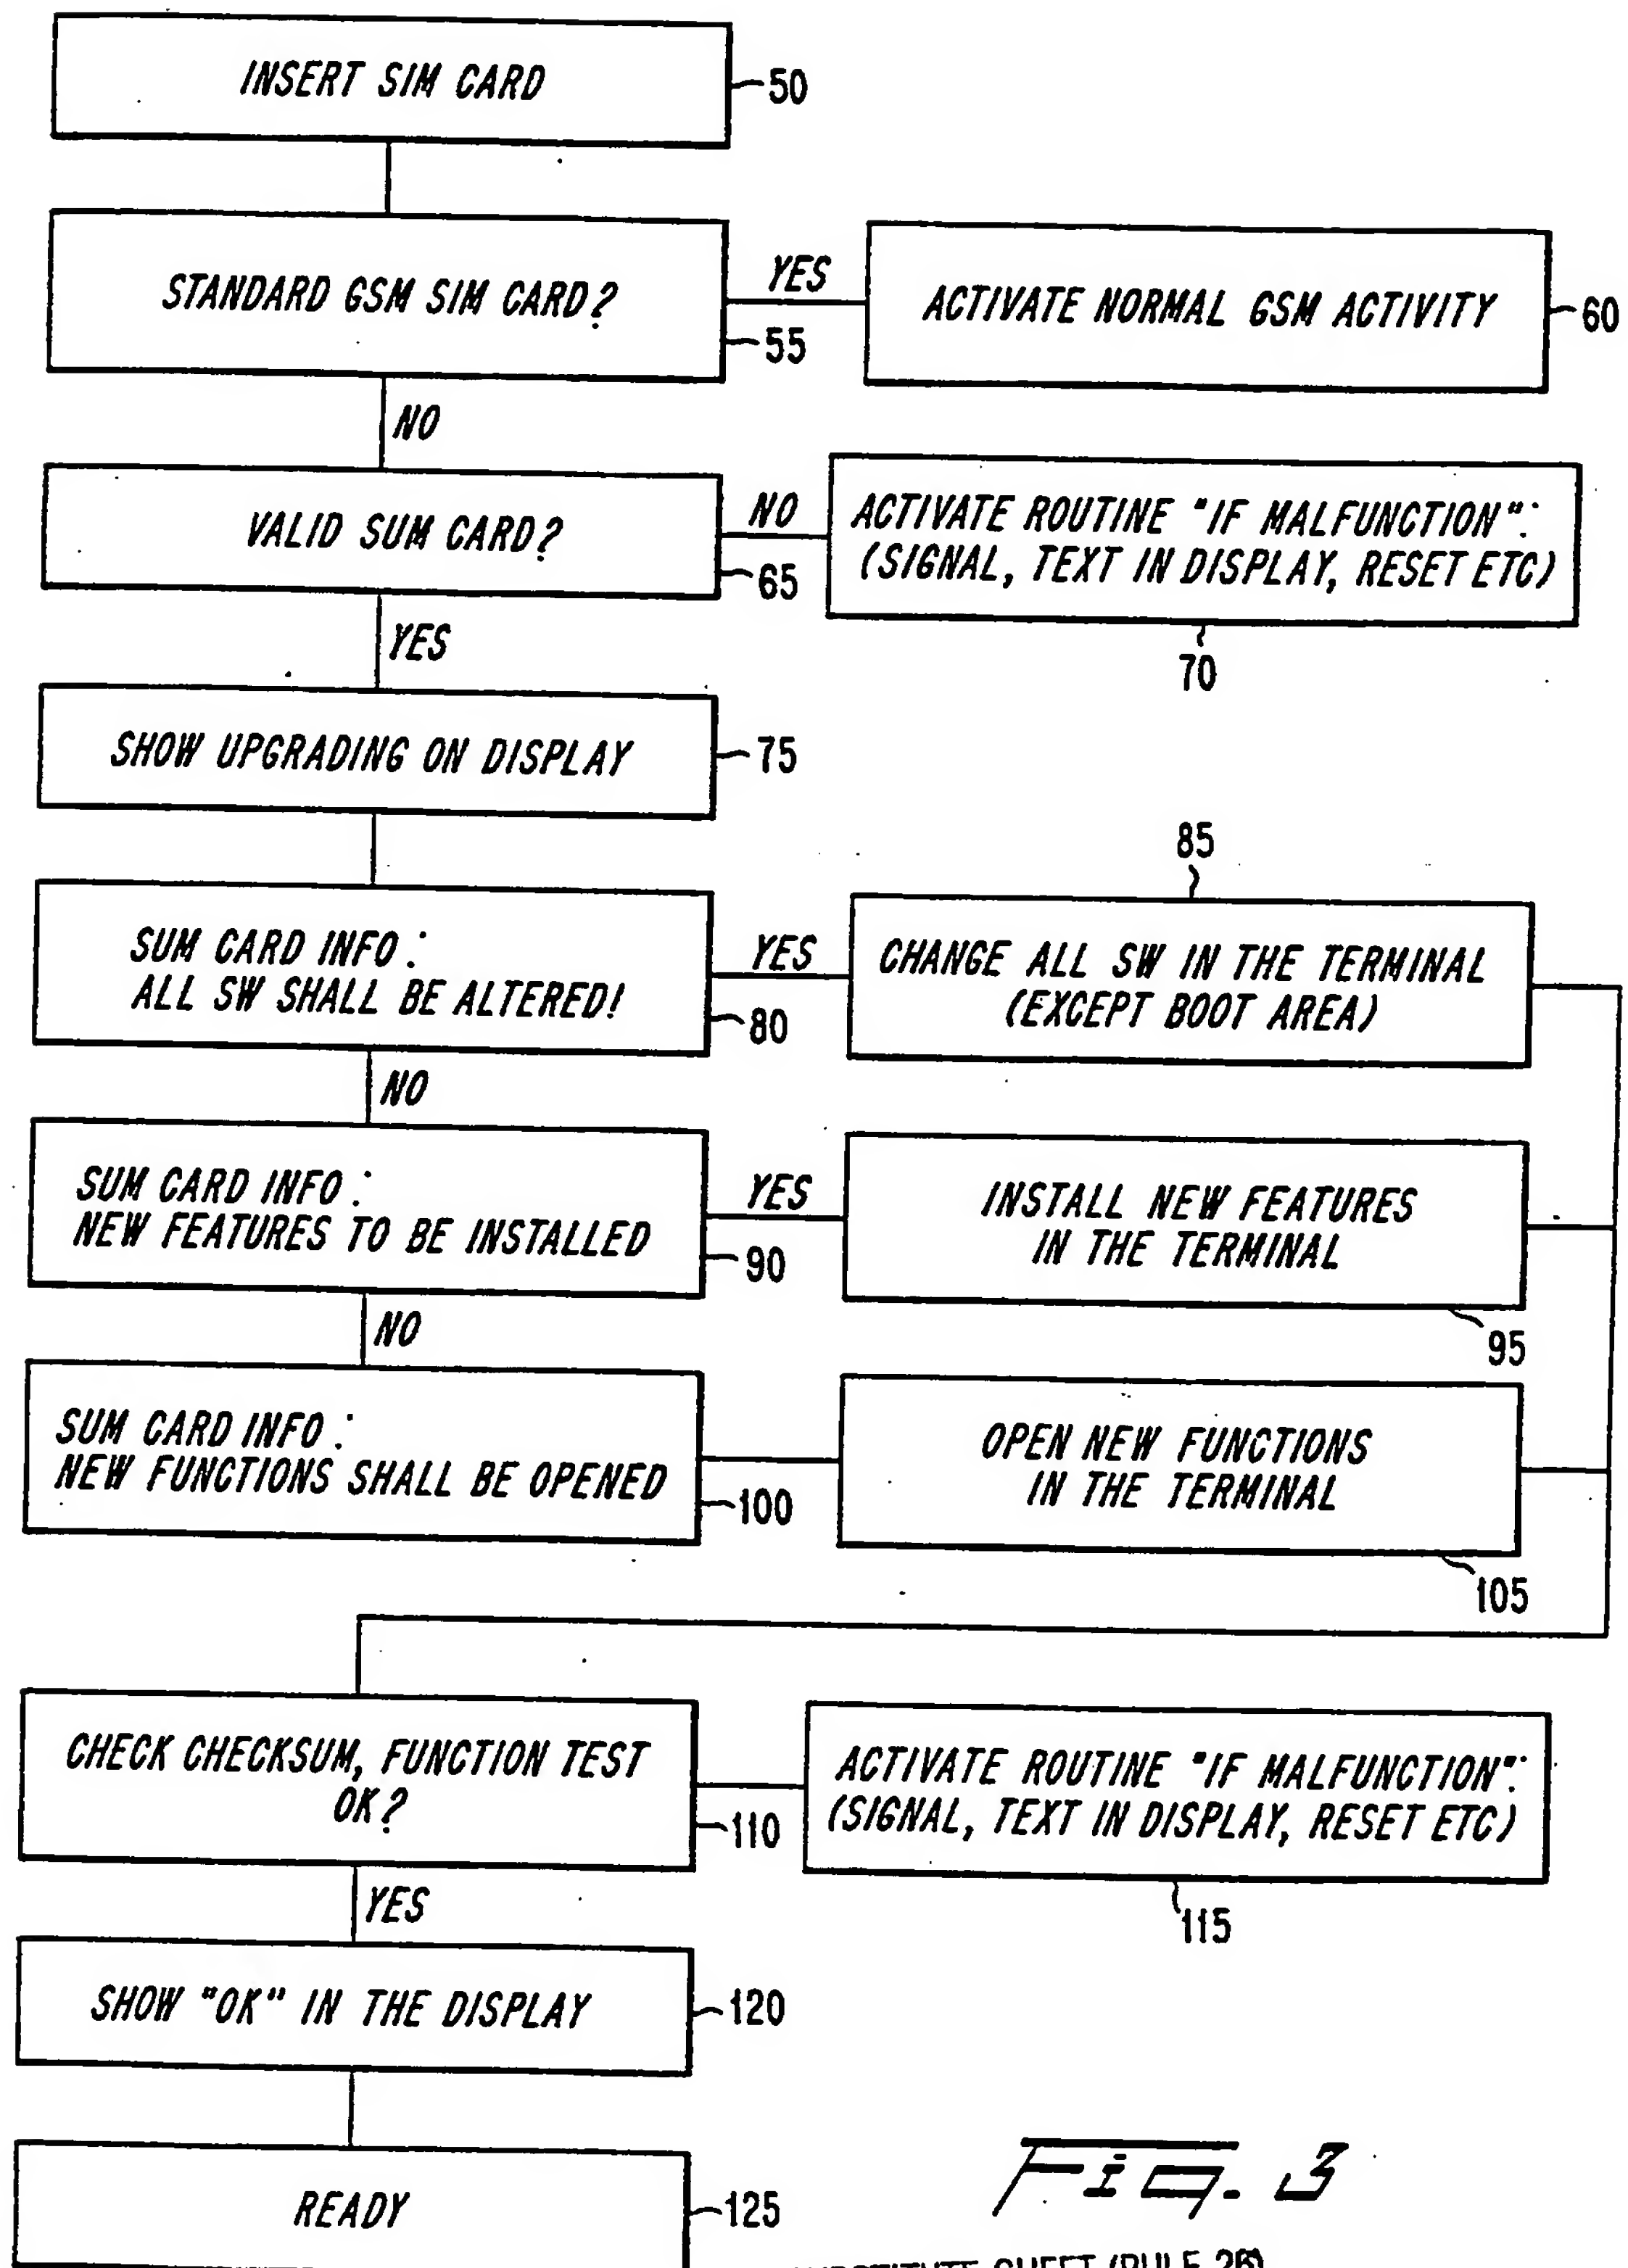 INSERT SIM CARD
50
STANDARD GSM SIM CARD?
55
YES
ACTIVATE NORMAL GSM ACTIVITY
60
NO
VALID SUM CARD?
65
NO
ACTIVATE ROUTINE "IF MALFUNCTION":
(SIGNAL, TEXT IN DISPLAY, RESET ETC)
70
YES
SHOW UPGRADING ON DISPLAY
75
SUM CARD INFO:
ALL SW SHALL BE ALTERED!
80
YES
85
CHANGE ALL SW IN THE TERMINAL
(EXCEPT BOOT AREA)
NO
SUM CARD INFO:
NEW FEATURES TO BE INSTALLED
90
YES
INSTALL NEW FEATURES
IN THE TERMINAL
95
NO
SUM CARD INFO:
NEW FUNCTIONS SHALL BE OPENED
100
OPEN NEW FUNCTIONS
IN THE TERMINAL
105
CHECK CHECKSUM, FUNCTION TEST
OK?
110
ACTIVATE ROUTINE "IF MALFUNCTION":
(SIGNAL, TEXT IN DISPLAY, RESET ETC)
115
YES
SHOW "OK" IN THE DISPLAY
120
READY
125
Fig. 3
SHEET (RULE 26)